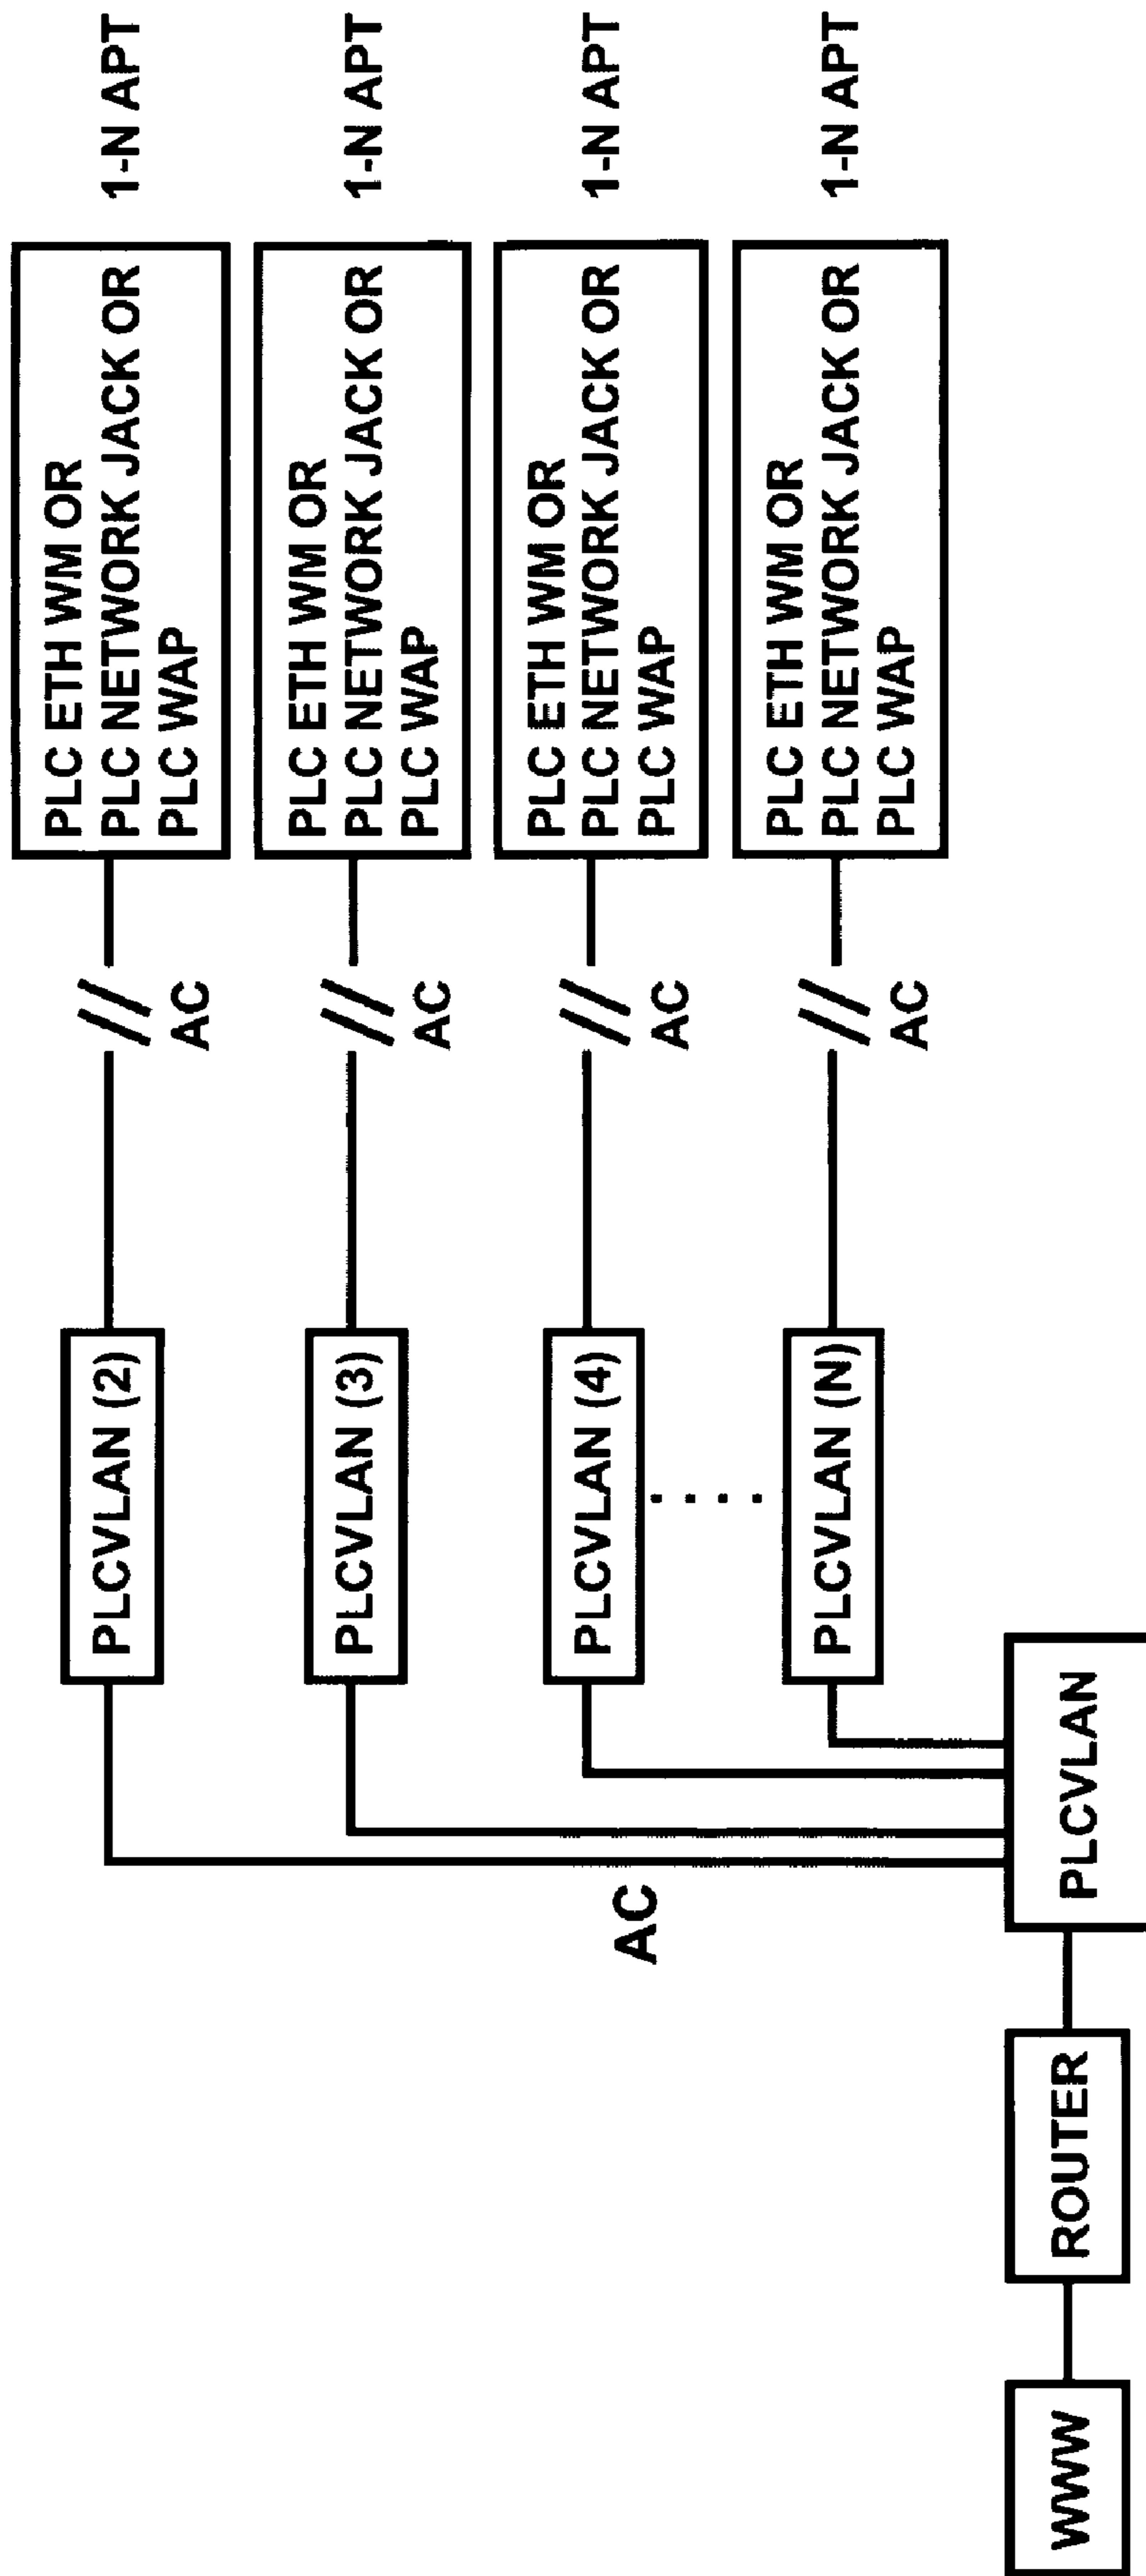 PLCVLAN (2)
AC
PLC ETH WM OR
PLC NETWORK JACK OR
PLC WAP
1-N APT
PLCVLAN (3)
AC
PLC ETH WM OR
PLC NETWORK JACK OR
PLC WAP
1-N APT
PLCVLAN (4)
AC
PLC ETH WM OR
PLC NETWORK JACK OR
PLC WAP
1-N APT
PLCVLAN (N)
AC
PLC ETH WM OR
PLC NETWORK JACK OR
PLC WAP
1-N APT
AC
WWW
ROUTER
PLCVLAN